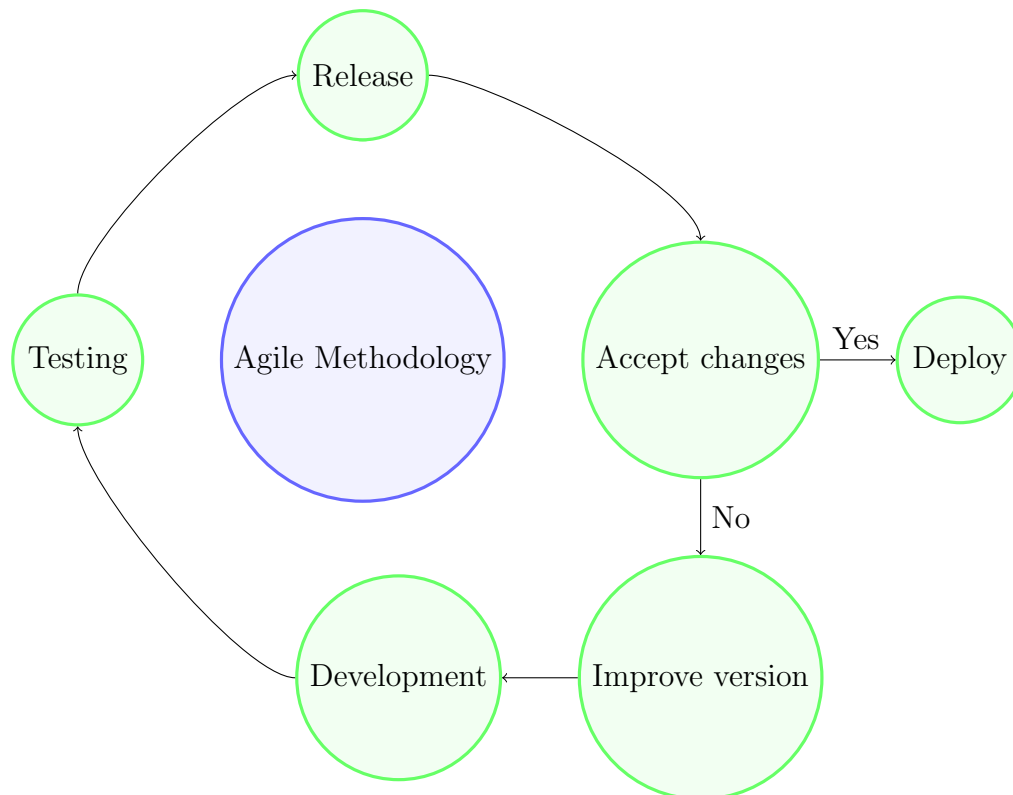 Release
Testing
Agile Methodology
Accept changes
Yes
Deploy
No
Development
Improve version